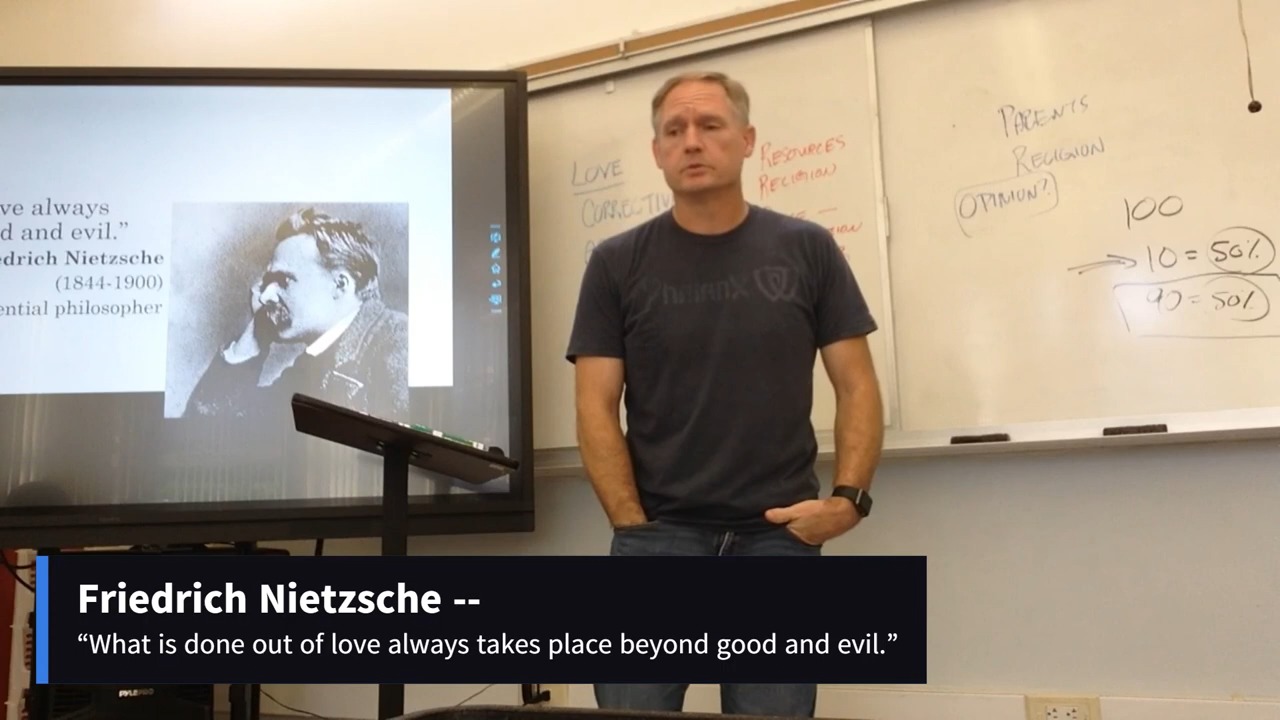 ve always
d and evil.”
edrich Nietzsche
(1844-1900)
ential philosopher
LOVE
CORRECTIV
RESOURCES
RELIGION
PARENTS
RELIGION
OPINION?
100
10 = 50%
90 = 50%
Friedrich Nietzsche --
“What is done out of love always takes place beyond good and evil.”
PYLEPRO